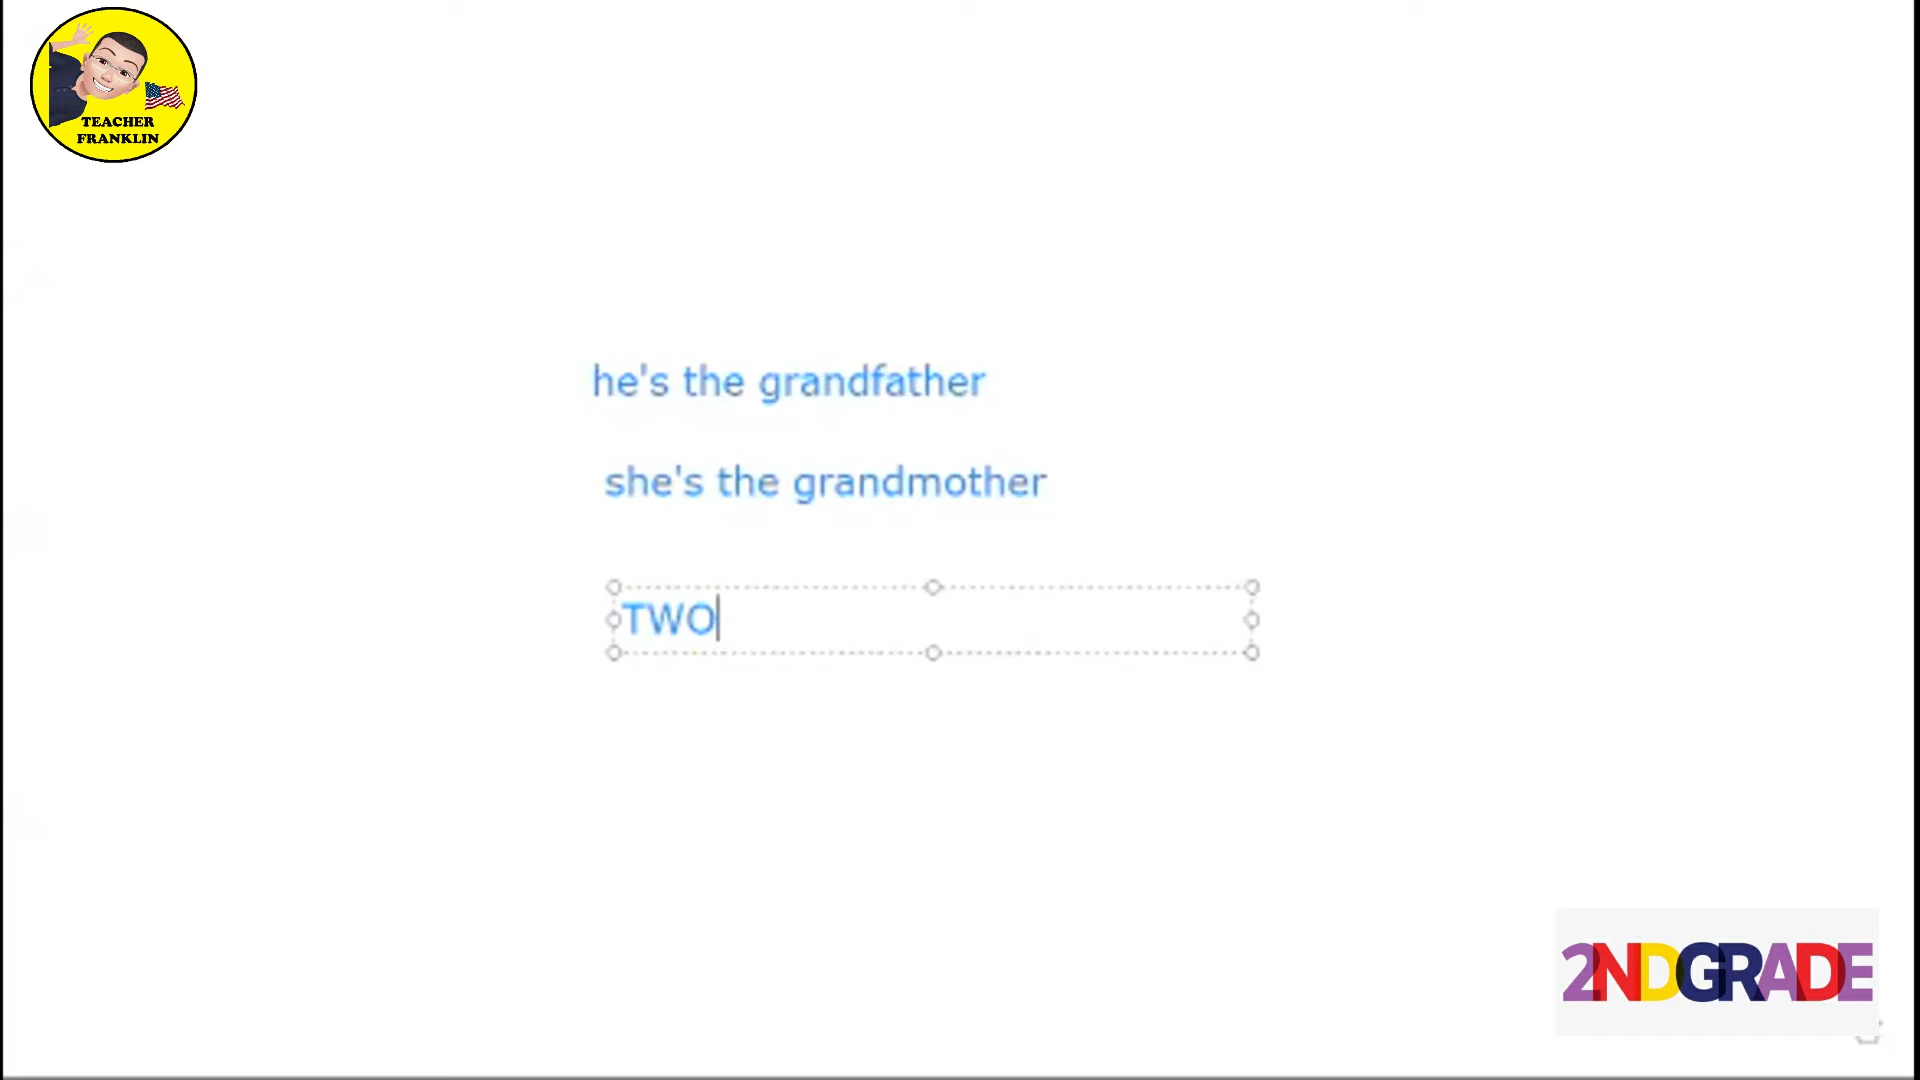 TEACHER
FRANKLIN
he's the grandfather
she's the grandmother
TWO
2NDGRADE